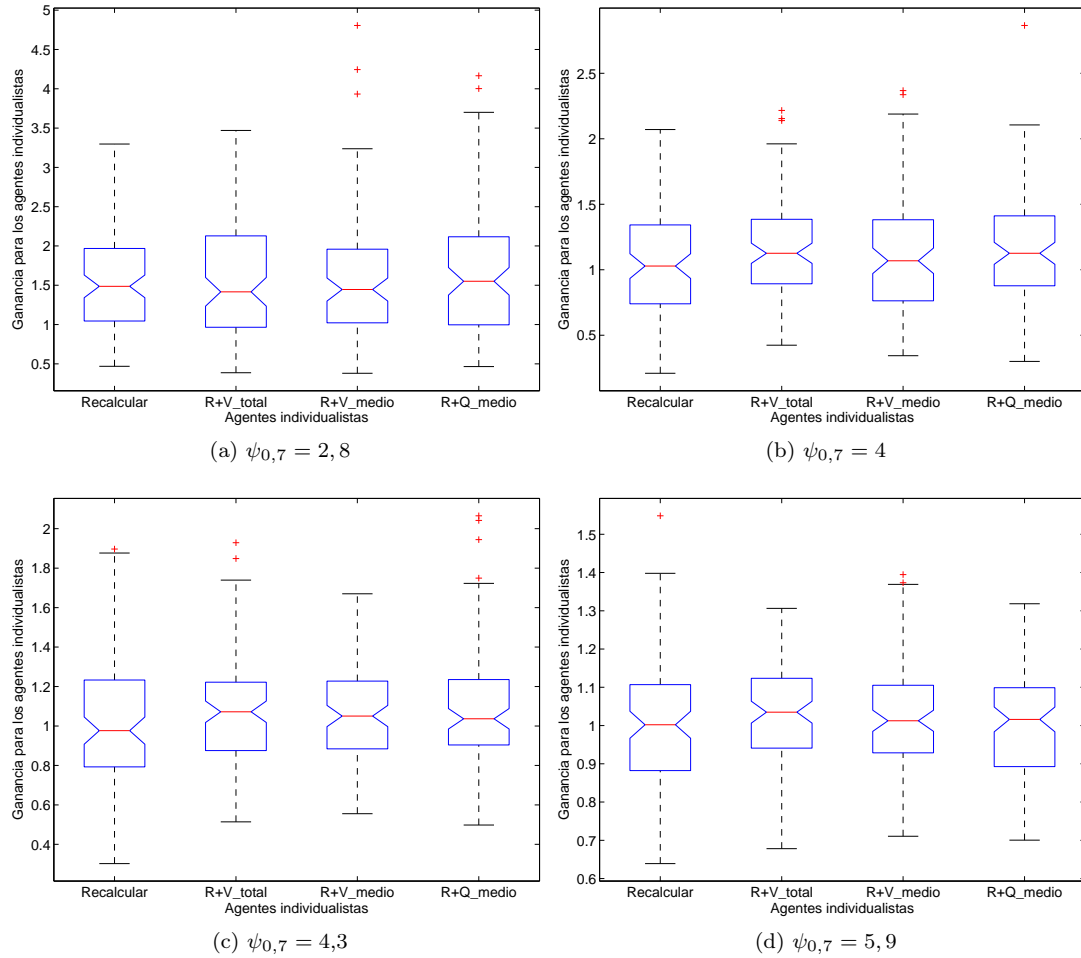 5
4.5
4
3.5
3
2.5
2
1.5
1
0.5
Ganancia para los agentes individualistas
Recalcular R+V_total R+V_medio R+Q_medio
Agentes individualistas
(a) ψ0,7 = 2, 8
2.5
2
1.5
1
0.5
Ganancia para los agentes individualistas
Recalcular R+V_total R+V_medio R+Q_medio
Agentes individualistas
(b) ψ0,7 = 4
2
1.8
1.6
1.4
1.2
1
0.8
0.6
0.4
Ganancia para los agentes individualistas
Recalcular R+V_total R+V_medio R+Q_medio
Agentes individualistas
(c) ψ0,7 = 4,3
1.5
1.4
1.3
1.2
1.1
1
0.9
0.8
0.7
0.6
Ganancia para los agentes individualistas
Recalcular R+V_total R+V_medio R+Q_medio
Agentes individualistas
(d) ψ0,7 = 5, 9